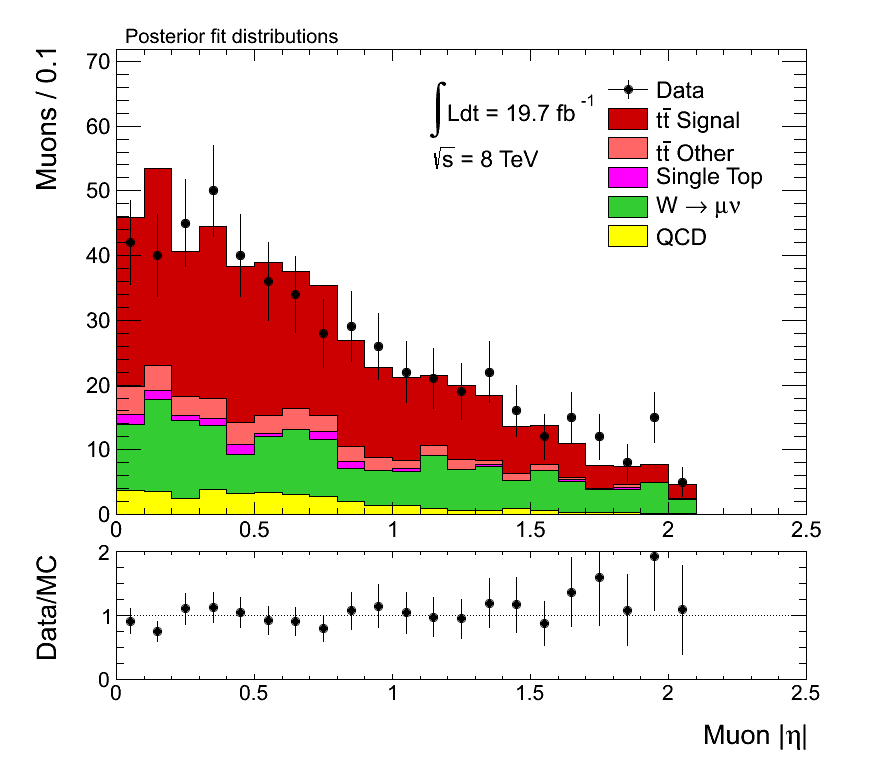 Posterior fit distributions
Muons / 0.1
70
60
50
40
30
20
10
0
∫Ldt = 19.7 fb⁻¹
√s = 8 TeV
Data
tt̄ Signal
tt̄ Other
Single Top
W → μν
QCD
0 0.5 1 1.5 2 2.5
Data/MC
2
1
0
0 0.5 1 1.5 2 2.5
Muon |η|